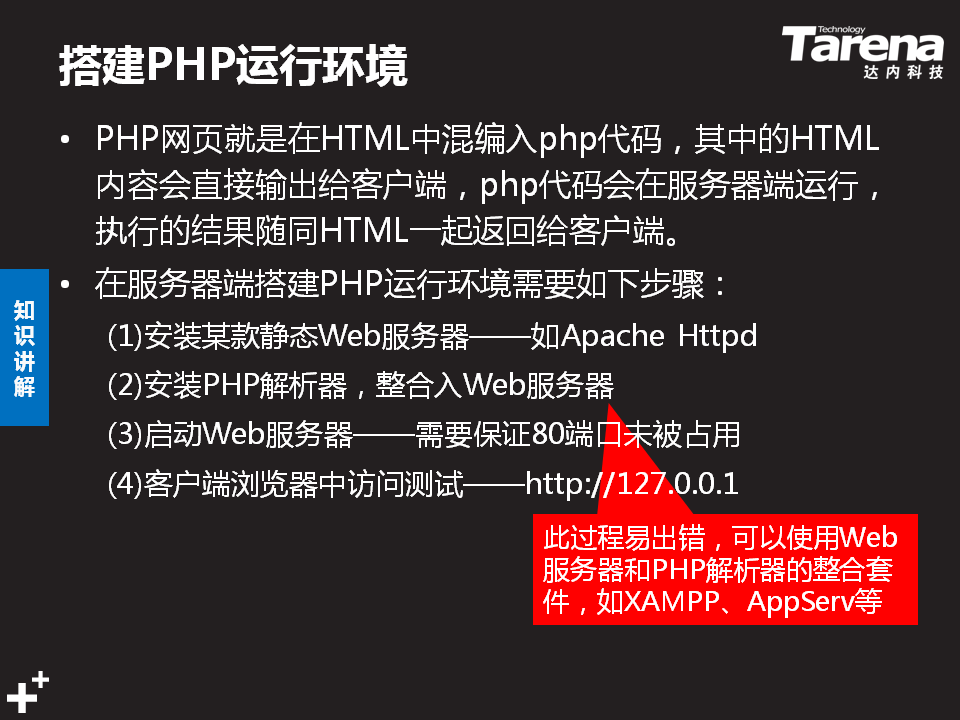 搭建PHP运行环境
Technology
Tarena
达内科技
• PHP网页就是在HTML中混编入php代码，其中的HTML
内容会直接输出给客户端，php代码会在服务器端运行，
执行的结果随同HTML一起返回给客户端。
• 在服务器端搭建PHP运行环境需要如下步骤：
(1)安装某款静态Web服务器——如Apache Httpd
(2)安装PHP解析器，整合入Web服务器
(3)启动Web服务器——需要保证80端口未被占用
(4)客户端浏览器中访问测试——http://127.0.0.1
此过程易出错，可以使用Web
服务器和PHP解析器的整合套
件，如XAMPP、AppServ等
知
识
讲
解